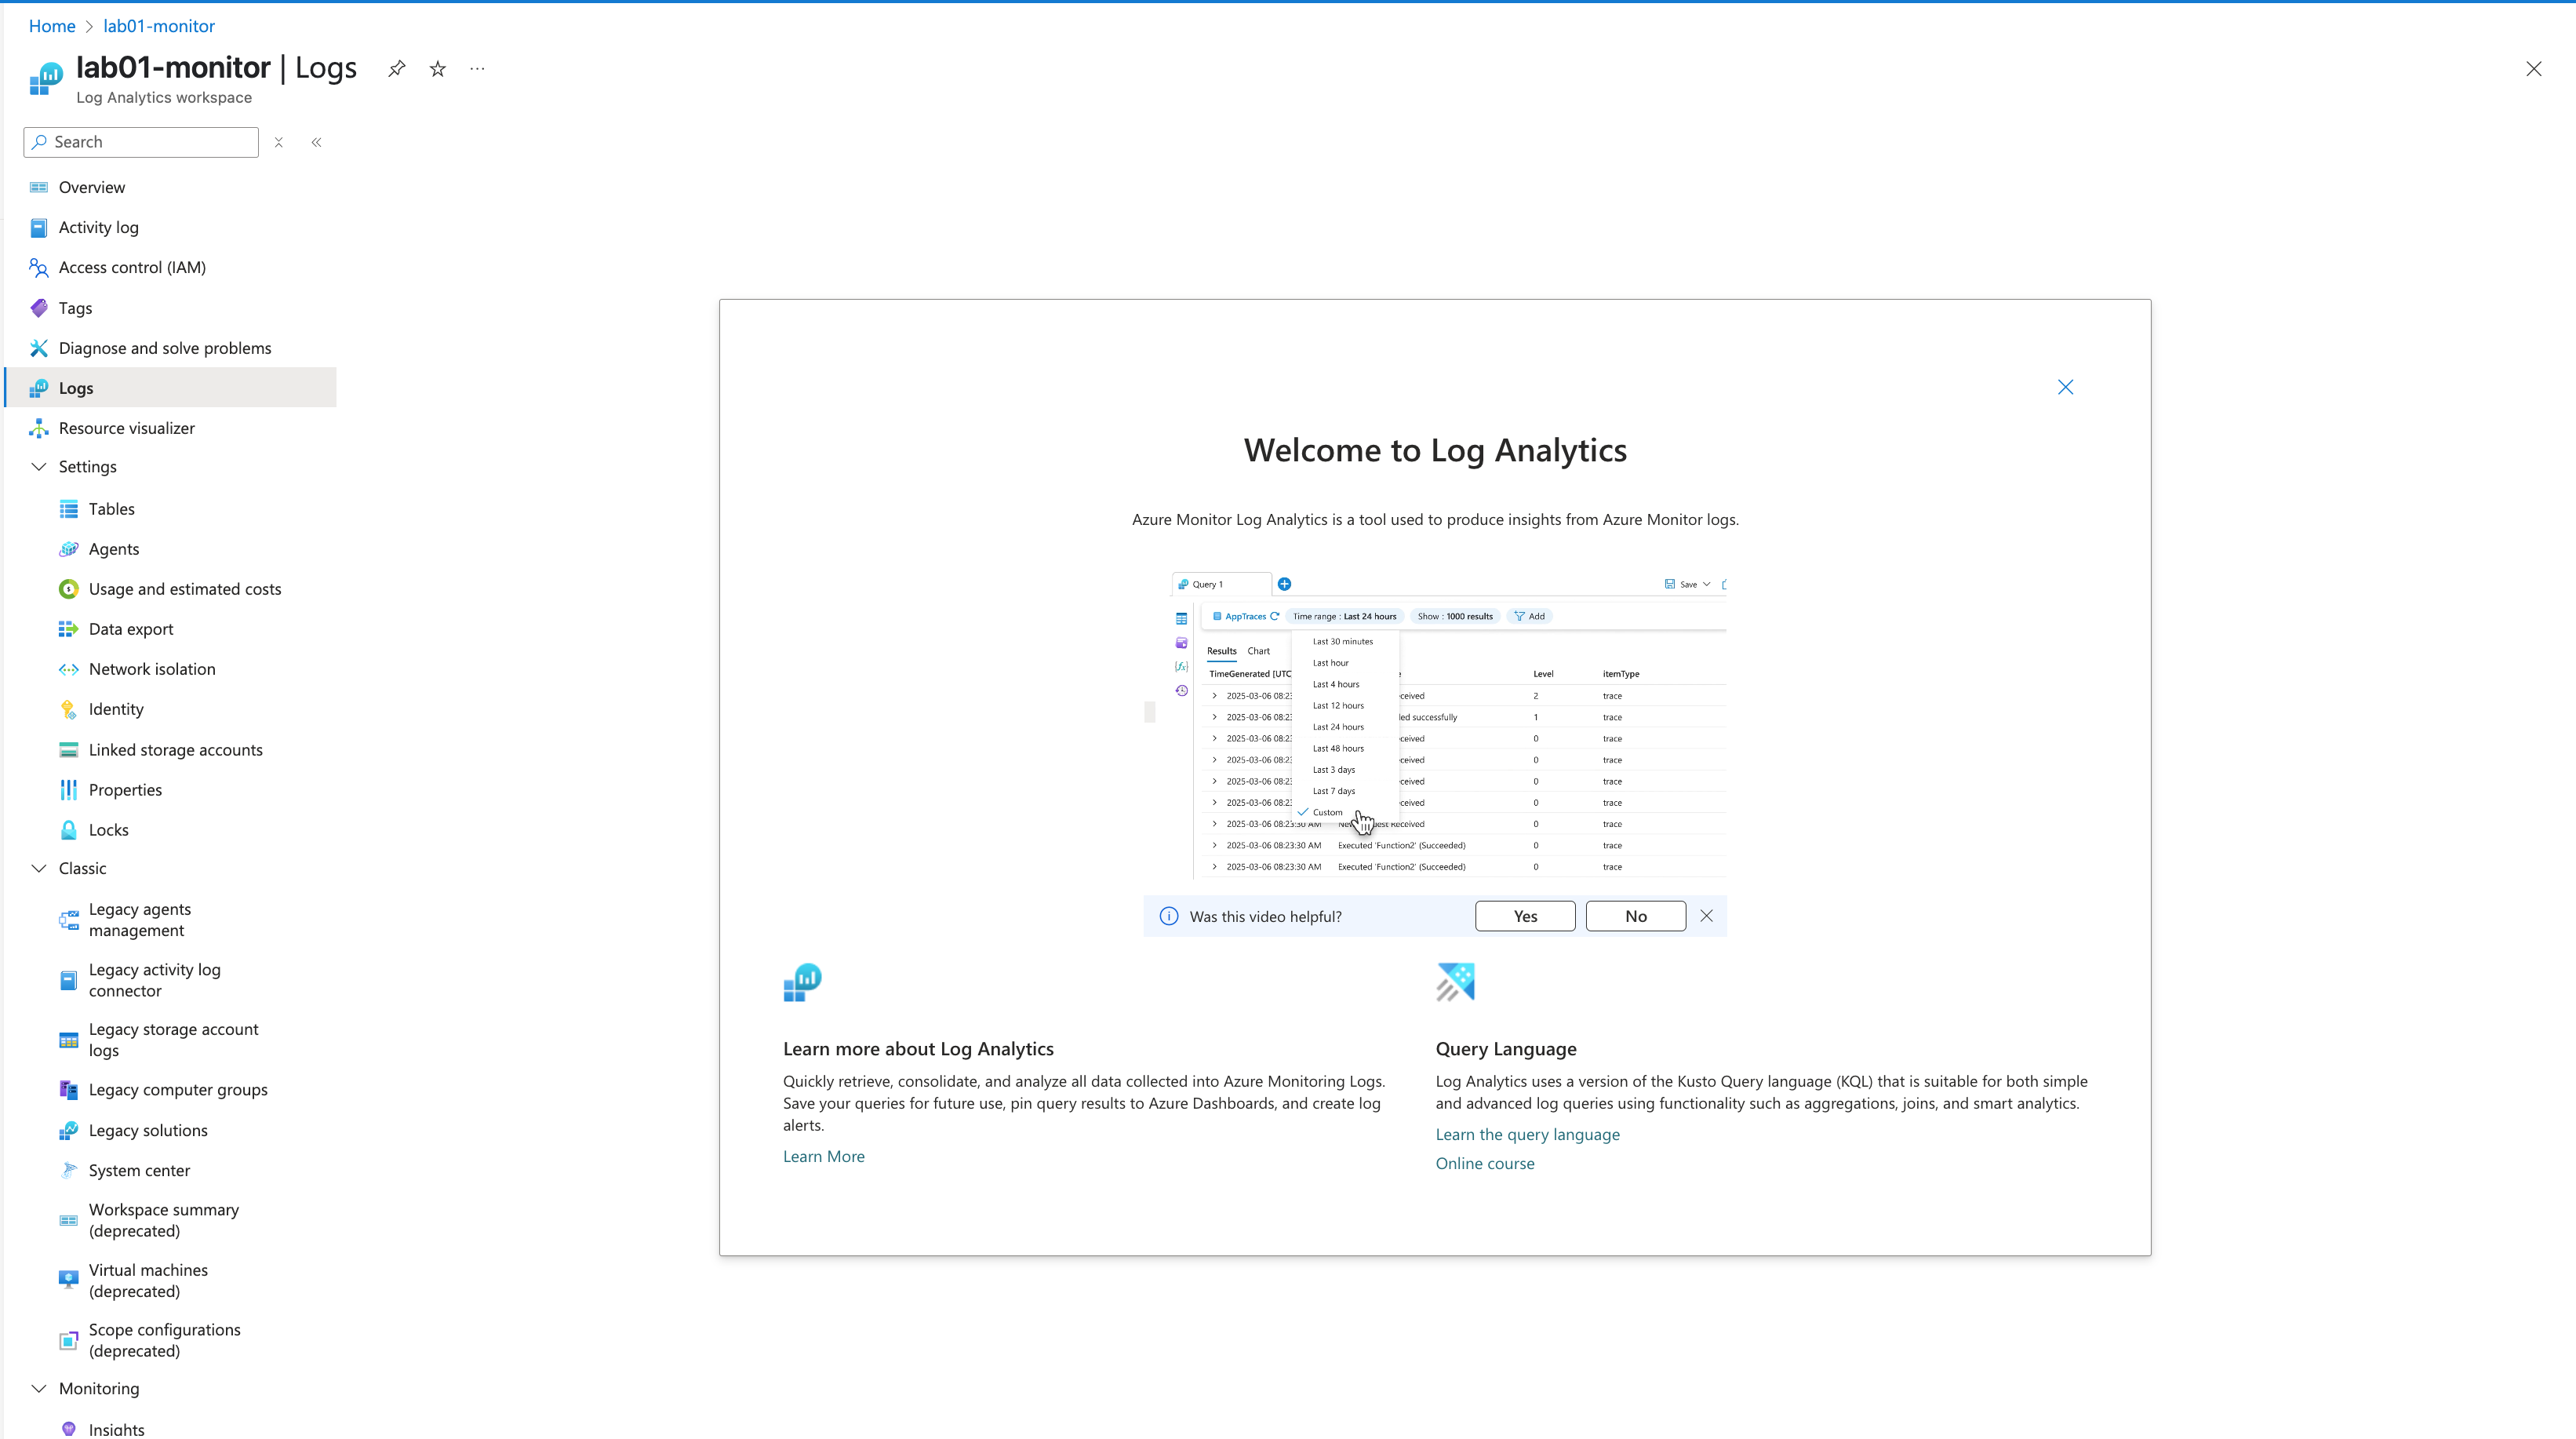 Home > lab01-monitor
lab01-monitor | Logs
Log Analytics workspace
Search
Overview
Activity log
Access control (IAM)
Tags
Diagnose and solve problems
Logs
Resource visualizer
Settings
Tables
Agents
Usage and estimated costs
Data export
Network isolation
Identity
Linked storage accounts
Properties
Locks
Classic
Legacy agents
management
Legacy activity log
connector
Legacy storage account
logs
Legacy computer groups
Legacy solutions
System center
Workspace summary
(deprecated)
Virtual machines
(deprecated)
Scope configurations
(deprecated)
Monitoring
Insights
Welcome to Log Analytics
Azure Monitor Log Analytics is a tool used to produce insights from Azure Monitor logs.
Query 1
Save
AppTraces
Time range : Last 24 hours
Show : 1000 results
Add
Last 30 minutes
Last hour
Last 4 hours
Last 12 hours
Last 24 hours
Last 48 hours
Last 3 days
Last 7 days
Custom
Results Chart
TimeGenerated [UTC Level itemType
2025-03-06 08:23 ceived 2 trace
2025-03-06 08:23 ed successfully 1 trace
2025-03-06 08:23 ceived 0 trace
2025-03-06 08:23 ceived 0 trace
2025-03-06 08:23 ceived 0 trace
2025-03-06 08:23 ceived 0 trace
2025-03-06 08:23:30 AM Received 0 trace
2025-03-06 08:23:30 AM Executed 'Function2' (Succeeded) 0 trace
2025-03-06 08:23:30 AM Executed 'Function2' (Succeeded) 0 trace
Was this video helpful?
Yes
No
Learn more about Log Analytics
Quickly retrieve, consolidate, and analyze all data collected into Azure Monitoring Logs.
Save your queries for future use, pin query results to Azure Dashboards, and create log
alerts.
Learn More
Query Language
Log Analytics uses a version of the Kusto Query language (KQL) that is suitable for both simple
and advanced log queries using functionality such as aggregations, joins, and smart analytics.
Learn the query language
Online course